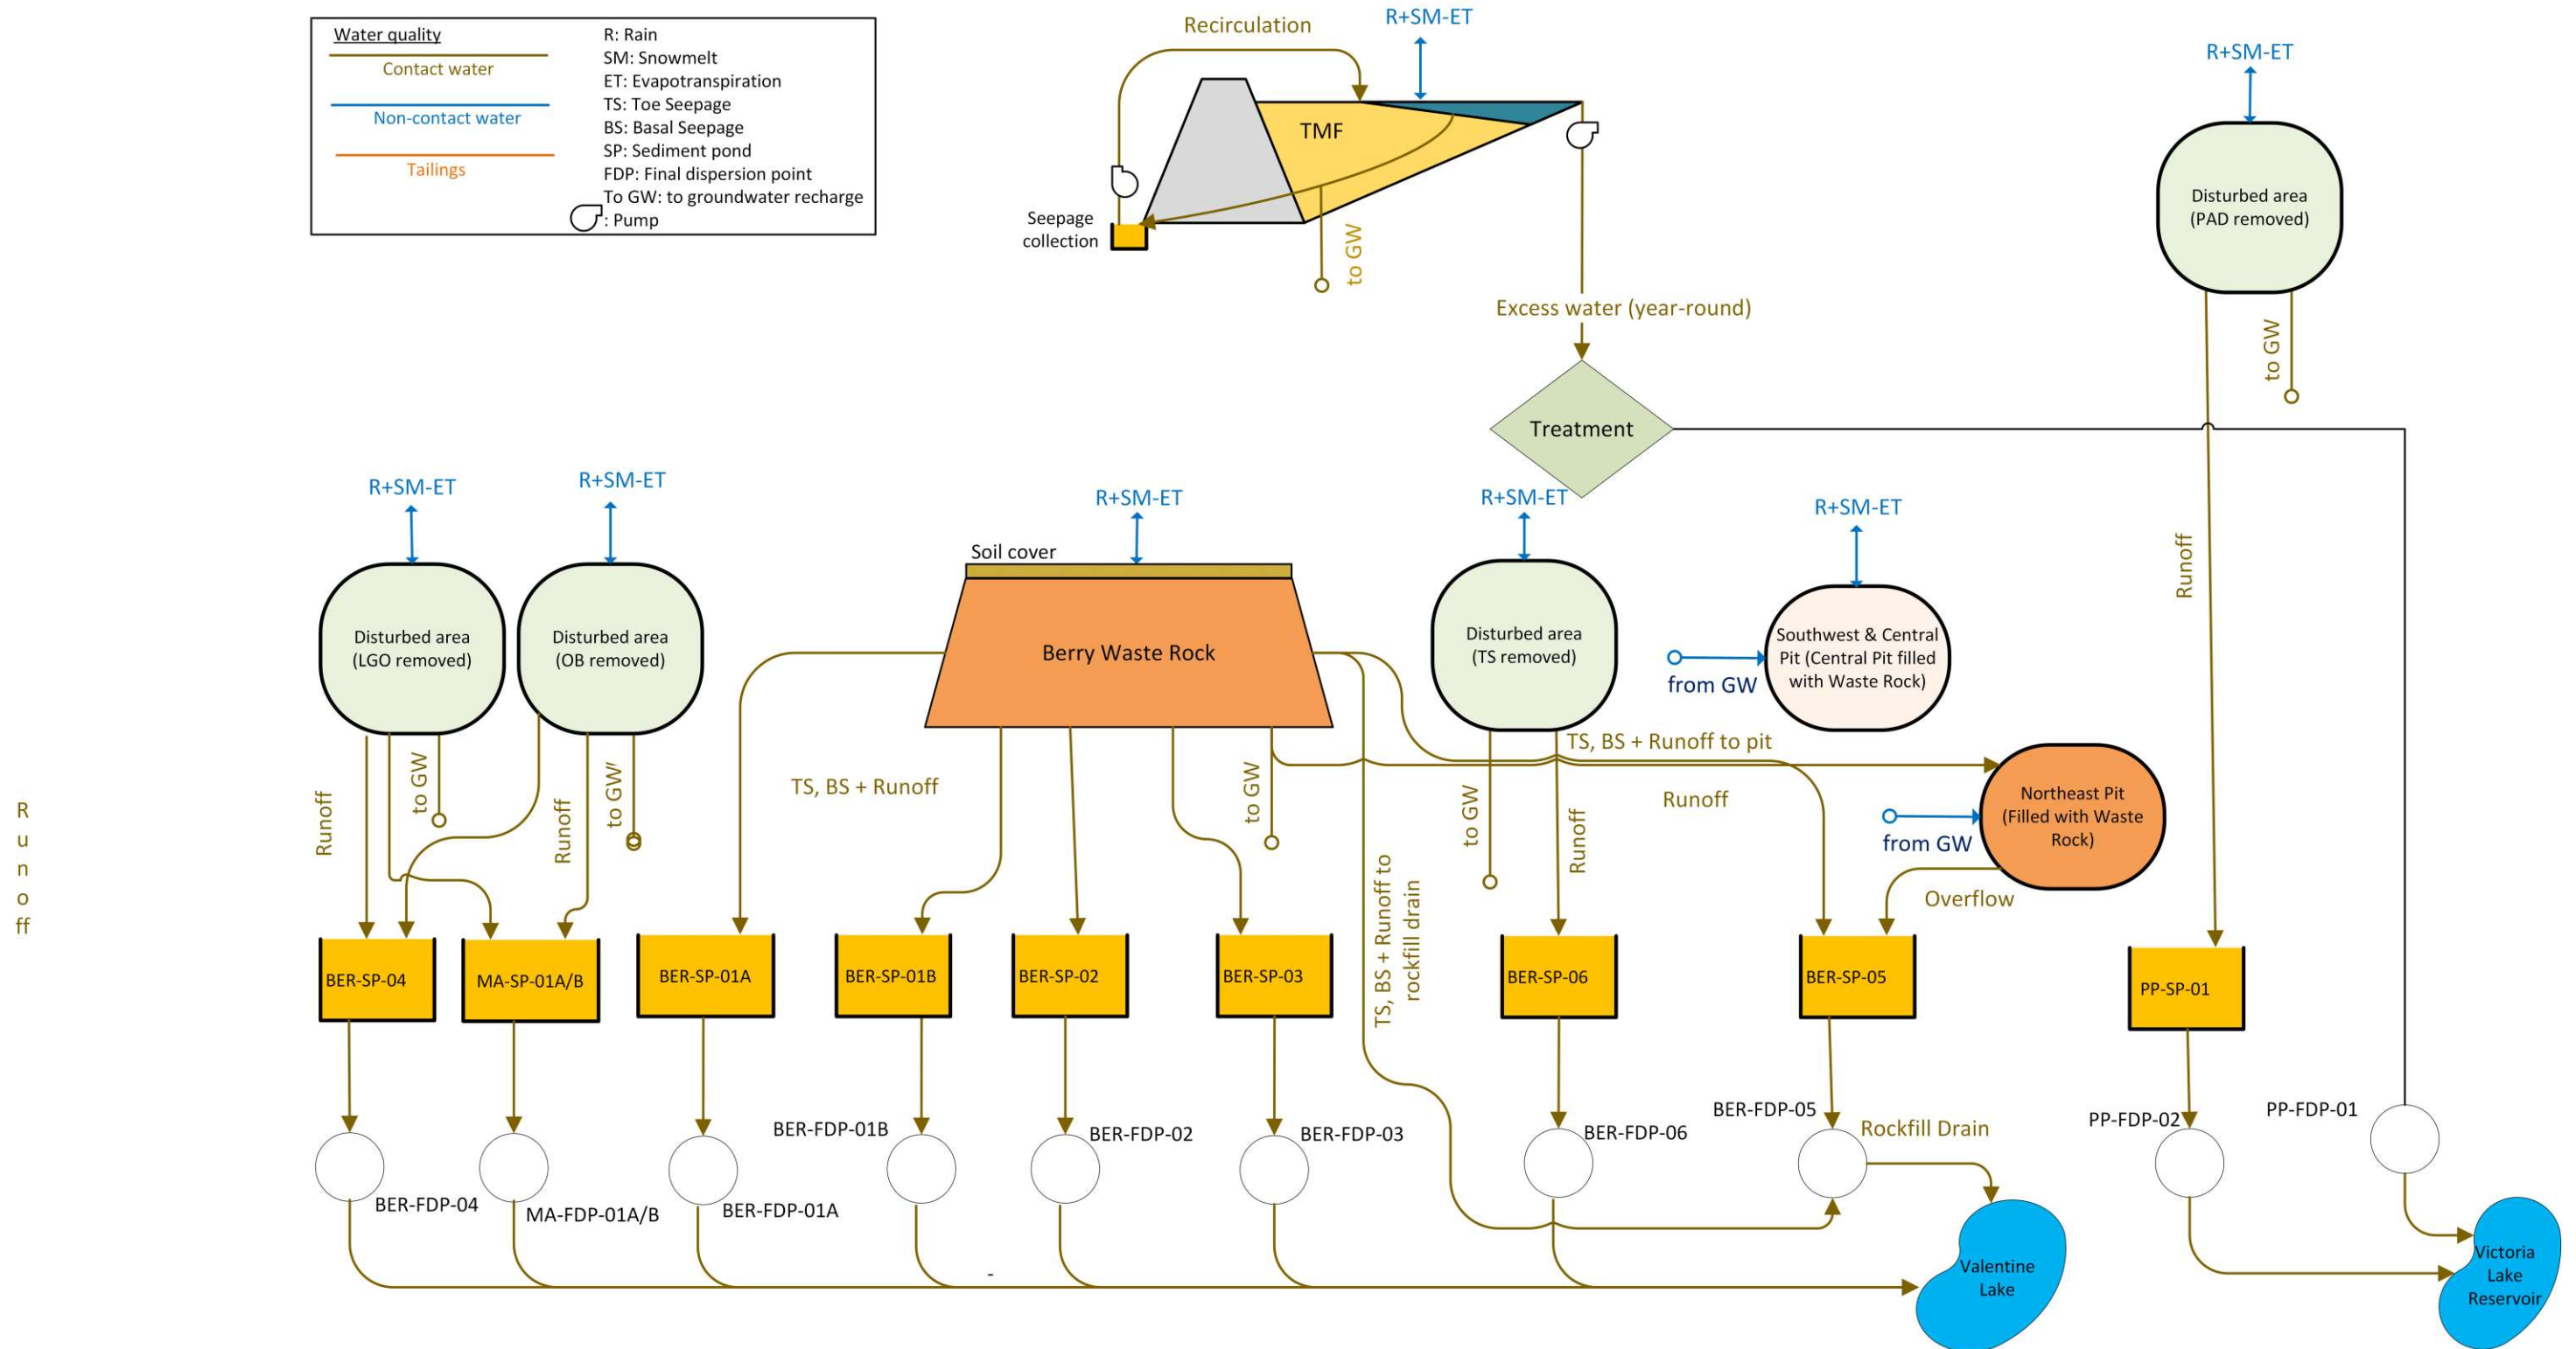 Water quality
Contact water
Non-contact water
Tailings
R: Rain
SM: Snowmelt
ET: Evapotranspiration
TS: Toe Seepage
BS: Basal Seepage
SP: Sediment pond
FDP: Final dispersion point
To GW: to groundwater recharge
: Pump
Recirculation
R+SM-ET
R+SM-ET
TMF
Seepage
collection
to GW
Excess water (year-round)
Disturbed area
(PAD removed)
to GW
Treatment
Runoff
R+SM-ET
R+SM-ET
R+SM-ET
R+SM-ET
R+SM-ET
Soil cover
Disturbed area
(LGO removed)
Disturbed area
(OB removed)
Berry Waste Rock
Disturbed area
(TS removed)
Southwest & Central
Pit (Central Pit filled
with Waste Rock)
from GW
Runoff
Runoff
to GW
Runoff
to GW'
TS, BS + Runoff
to GW
TS, BS + Runoff to
rockfill drain
to GW
Runoff
TS, BS + Runoff to pit
Runoff
Northeast Pit
(Filled with Waste
Rock)
from GW
Overflow
BER-SP-04
MA-SP-01A/B
BER-SP-01A
BER-SP-01B
BER-SP-02
BER-SP-03
BER-SP-06
BER-SP-05
PP-SP-01
BER-FDP-04
MA-FDP-01A/B
BER-FDP-01A
BER-FDP-01B
BER-FDP-02
BER-FDP-03
BER-FDP-06
BER-FDP-05
Rockfill Drain
PP-FDP-02
PP-FDP-01
-
Valentine
Lake
Victoria
Lake
Reservoir